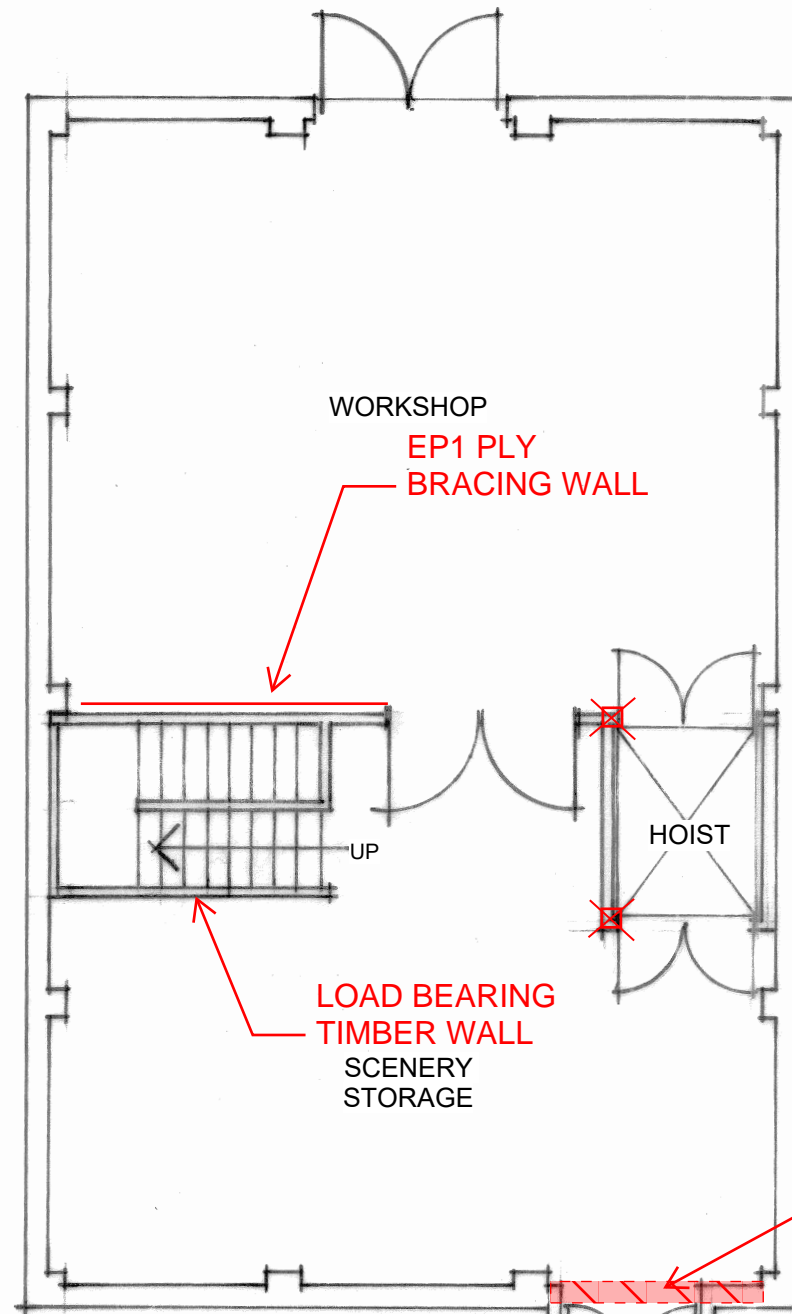 WORKSHOP
EP1 PLY
BRACING WALL
HOIST
UP
LOAD BEARING
TIMBER WALL
SCENERY
STORAGE